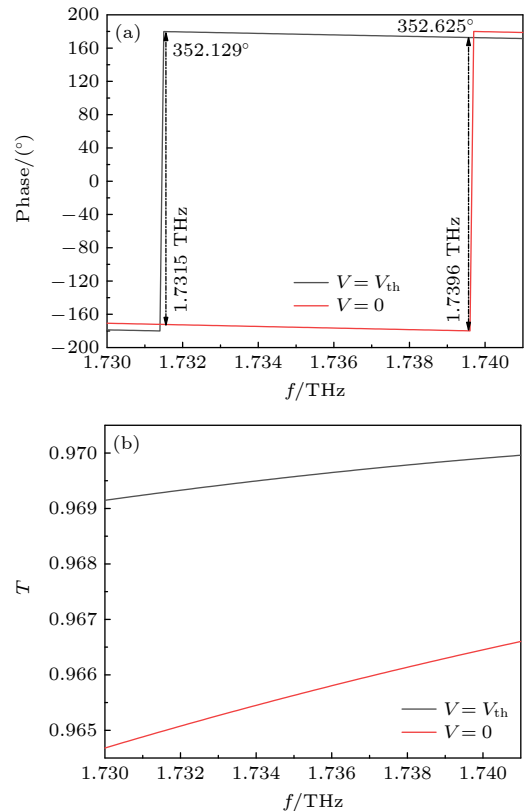 (a)
200
160
120
80
40
0
−40
−80
−120
−160
−200
Phase/(°)
352.129°
352.625°
1.7315 THz
1.7396 THz
V = Vth
V = 0
1.730 1.732 1.734 1.736 1.738 1.740
f/THz
(b)
0.970
0.969
0.968
0.967
0.966
0.965
T
V = Vth
V = 0
1.730 1.732 1.734 1.736 1.738 1.740
f/THz